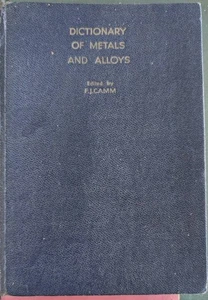 DICTIONARY
OF METALS
AND ALLOYS
Edited by
F.J.CAMM